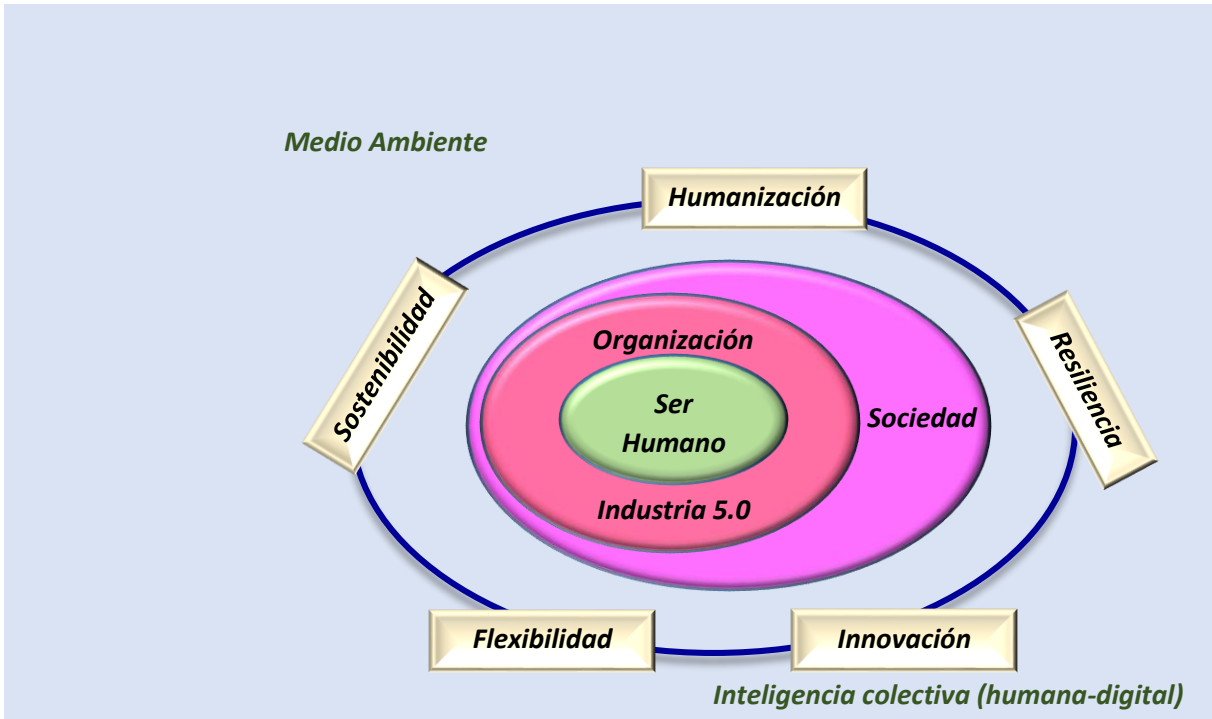 Medio Ambiente
Humanización
Sostenibilidad
Resiliencia
Organización
Ser
Humano
Sociedad
Industria 5.0
Flexibilidad
Innovación
Inteligencia colectiva (humana-digital)